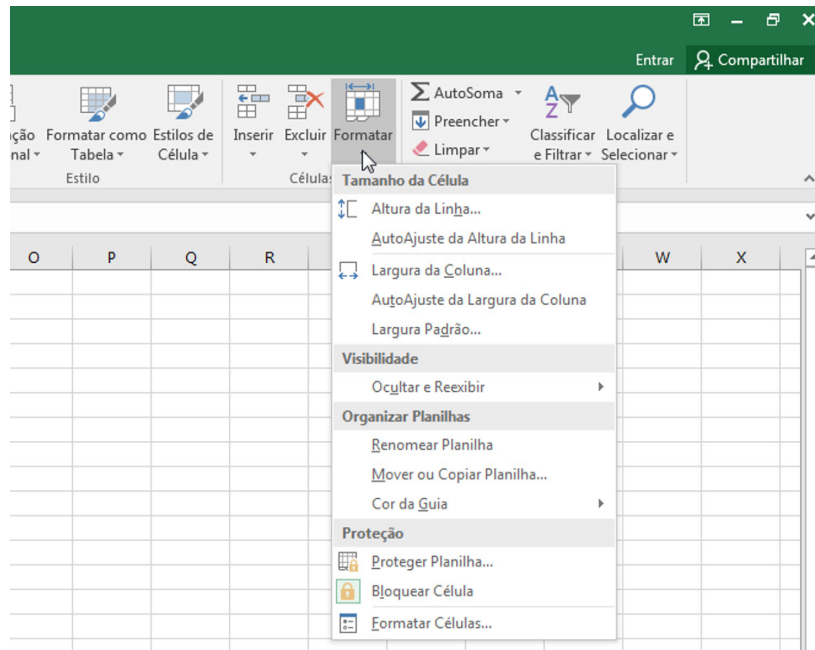 Entrar Compartilhar
AutoSoma
Preencher
Limpar
ção Formatar como Estilos de Inserir Excluir Formatar Classificar Localizar e
nal Tabela Célula e Filtrar Selecionar
Estilo Células
Tamanho da Célula
Altura da Linha...
AutoAjuste da Altura da Linha
O P Q R W X
Largura da Coluna...
AutoAjuste da Largura da Coluna
Largura Padrão...
Visibilidade
Ocultar e Reexibir
Organizar Planilhas
Renomear Planilha
Mover ou Copiar Planilha...
Cor da Guia
Proteção
Proteger Planilha...
Bloquear Célula
Formatar Células...